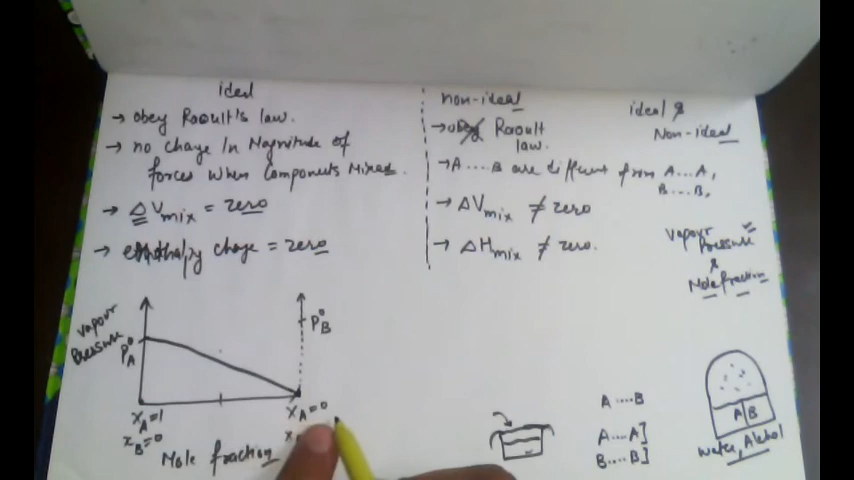 ideal
→ obey Raoult's law.
→ no change In Magnitude of
forces When Components Mixed.
→ ΔVmix = zero
→ enthalpy change = zero
non-ideal
→ obey Raoult
law.
→ A....B are different from A...A,
B....B,
→ ΔVmix ≠ zero
→ ΔHmix ≠ zero.
ideal &
Non-ideal
Vapour
Pressure
&
Mole fraction
Vapour
Pressure
P°A
P°B
xA=1
xB=0
xA=0
Mole fraction
A....B
A....A]
B....B]
A B
Water, Alcohol